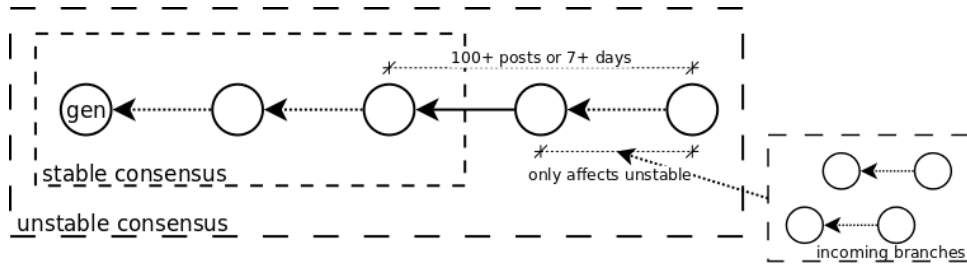 100+ posts or 7+ days
gen
stable consensus
only affects unstable
unstable consensus
incoming branches